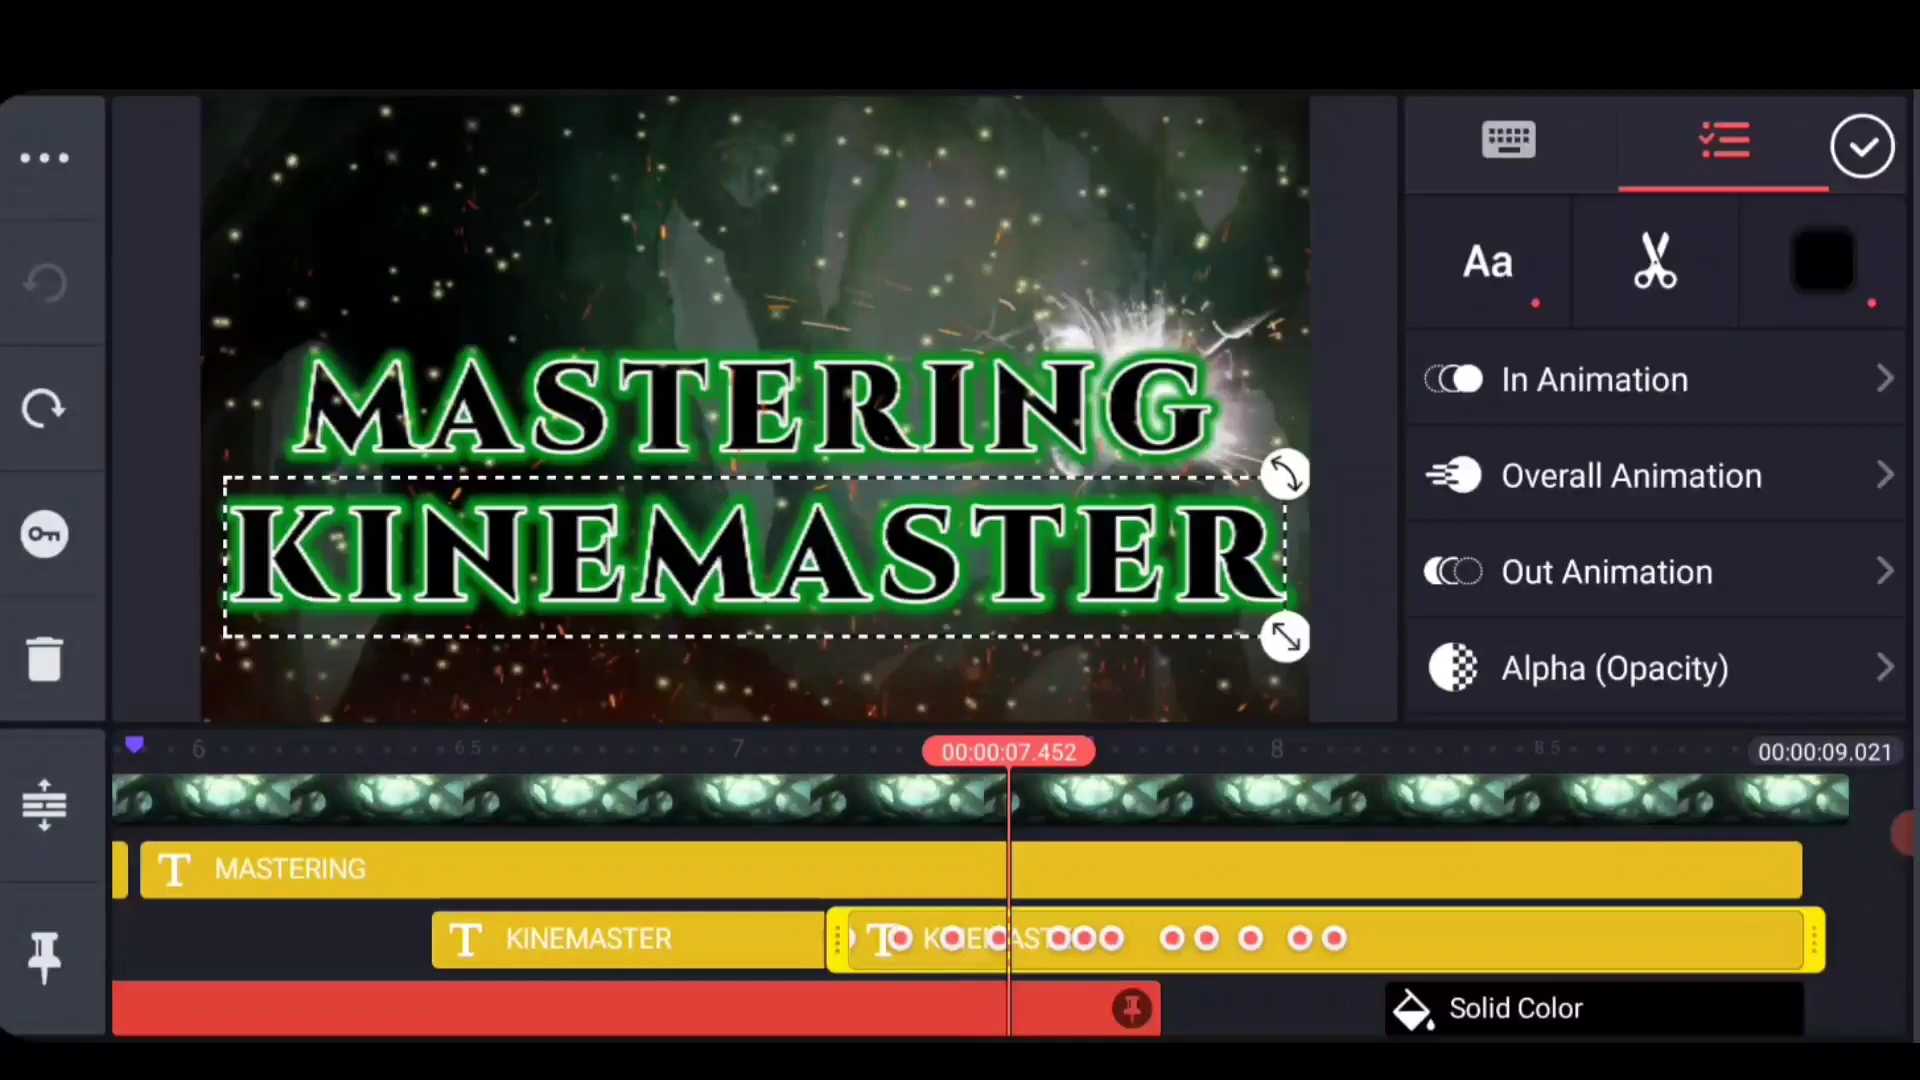 Aa
MASTERING
KINEMASTER
In Animation
Overall Animation
Out Animation
Alpha (Opacity)
6
6.5
7
00:00:07.452
8
8.5
00:00:09.021
T MASTERING
T KINEMASTER
T KINEMASTER
Solid Color